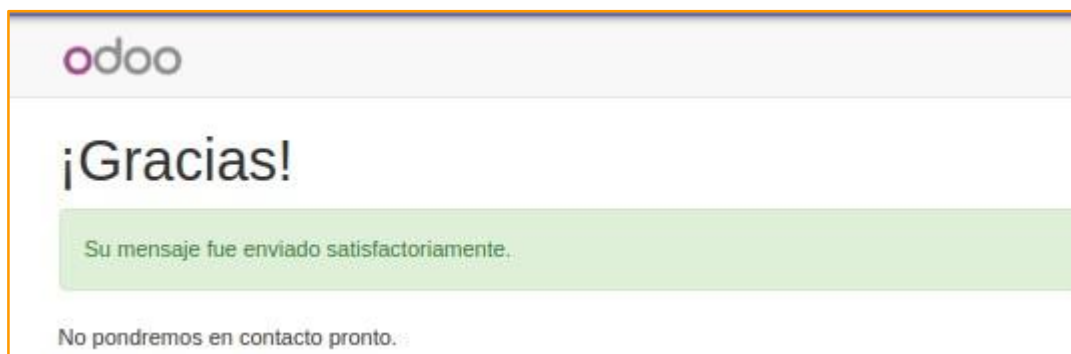 odoo
¡Gracias!
Su mensaje fue enviado satisfactoriamente.
No pondremos en contacto pronto.